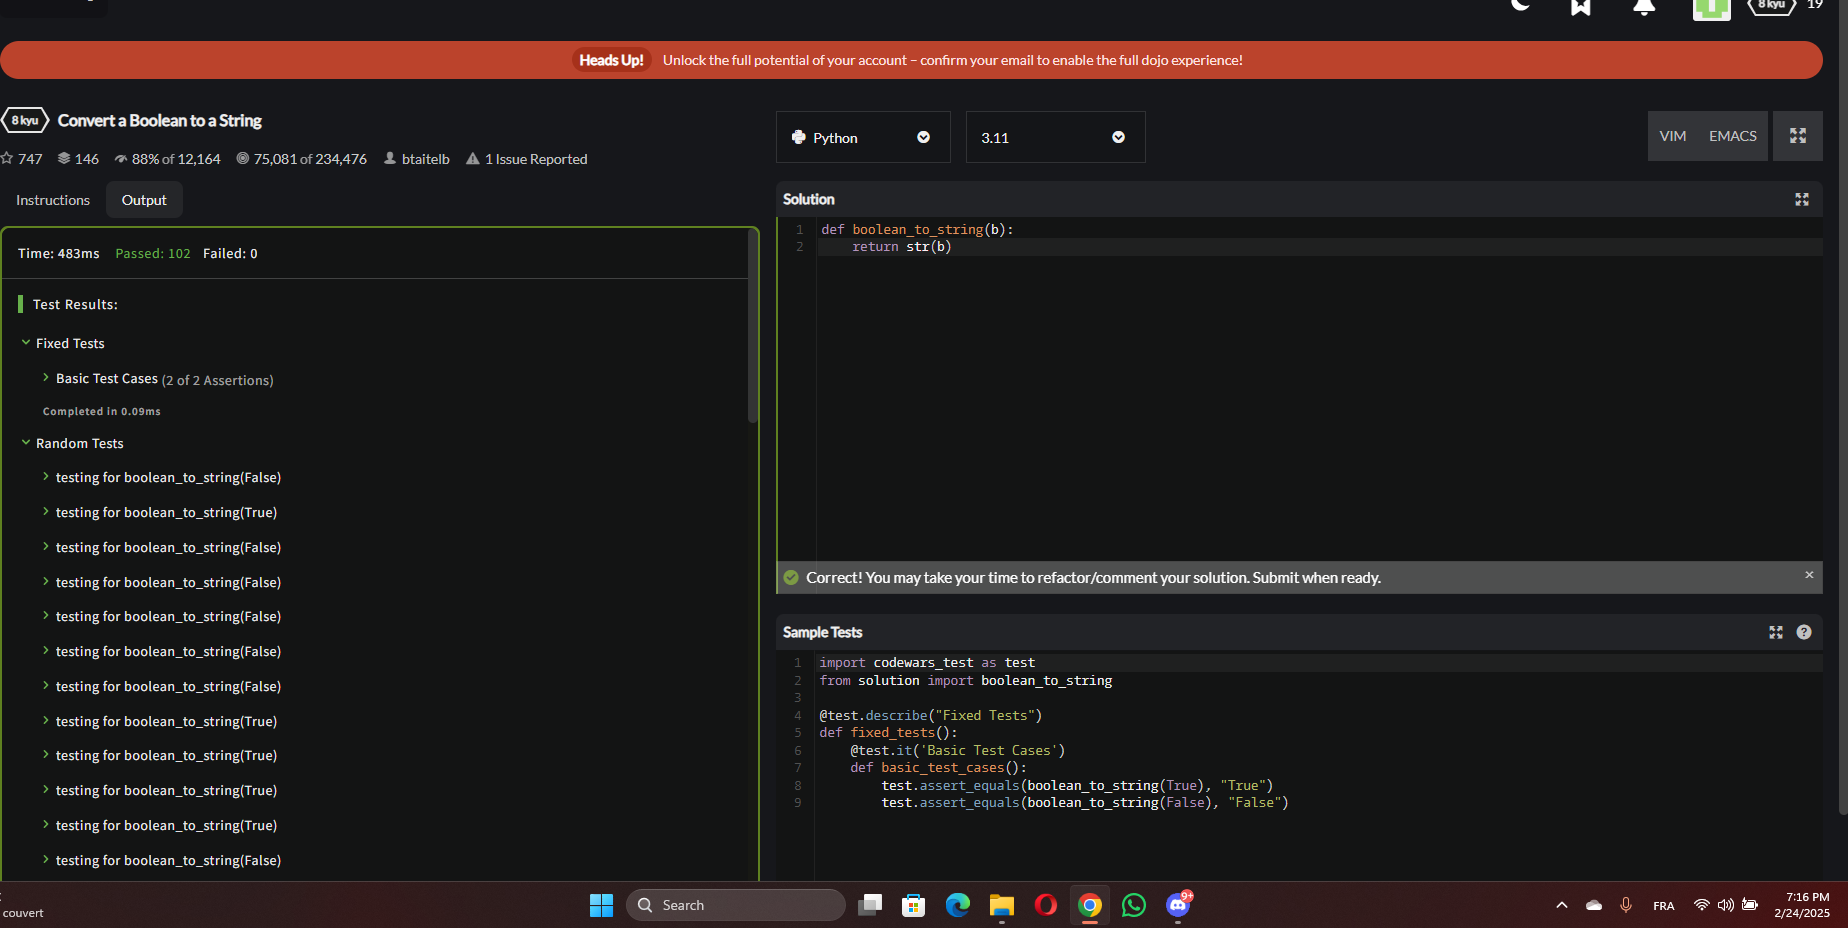 8 kyu
19
Heads Up! Unlock the full potential of your account – confirm your email to enable the full dojo experience!
8 kyu Convert a Boolean to a String
747 146 88% of 12,164 75,081 of 234,476 btaitelb 1 Issue Reported
Python
3.11
VIM EMACS
Instructions Output
Time: 483ms Passed: 102 Failed: 0
Test Results:
Fixed Tests
Basic Test Cases (2 of 2 Assertions)
Completed in 0.09ms
Random Tests
testing for boolean_to_string(False)
testing for boolean_to_string(True)
testing for boolean_to_string(False)
testing for boolean_to_string(False)
testing for boolean_to_string(False)
testing for boolean_to_string(False)
testing for boolean_to_string(False)
testing for boolean_to_string(True)
testing for boolean_to_string(True)
testing for boolean_to_string(True)
testing for boolean_to_string(True)
testing for boolean_to_string(False)
Solution
1 def boolean_to_string(b):
2     return str(b)
Correct! You may take your time to refactor/comment your solution. Submit when ready. ×
Sample Tests
?
1 import codewars_test as test
2 from solution import boolean_to_string
3
4 @test.describe("Fixed Tests")
5 def fixed_tests():
6     @test.it('Basic Test Cases')
7     def basic_test_cases():
8         test.assert_equals(boolean_to_string(True), "True")
9         test.assert_equals(boolean_to_string(False), "False")
couvert
Search
9+
FRA
7:16 PM
2/24/2025